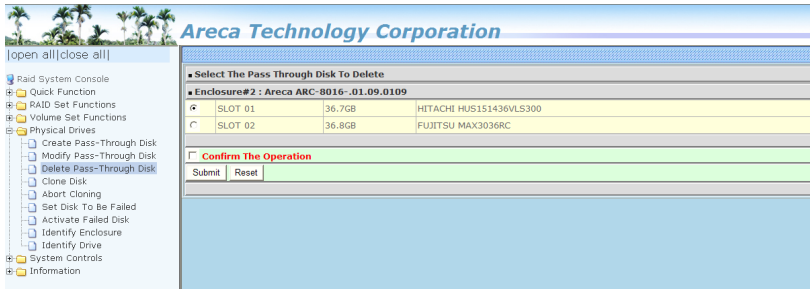 Areca Technology Corporation
|open all|close all|
Raid System Console
Quick Function
RAID Set Functions
Volume Set Functions
Physical Drives
Create Pass-Through Disk
Modify Pass-Through Disk
Delete Pass-Through Disk
Clone Disk
Abort Cloning
Set Disk To Be Failed
Activate Failed Disk
Identify Enclosure
Identify Drive
System Controls
Information
Select The Pass Through Disk To Delete
Enclosure#2 : Areca ARC-8016-.01.09.0109
SLOT 01 36.7GB HITACHI HUS151436VLS300
SLOT 02 36.8GB FUJITSU MAX3036RC
Confirm The Operation
Submit Reset